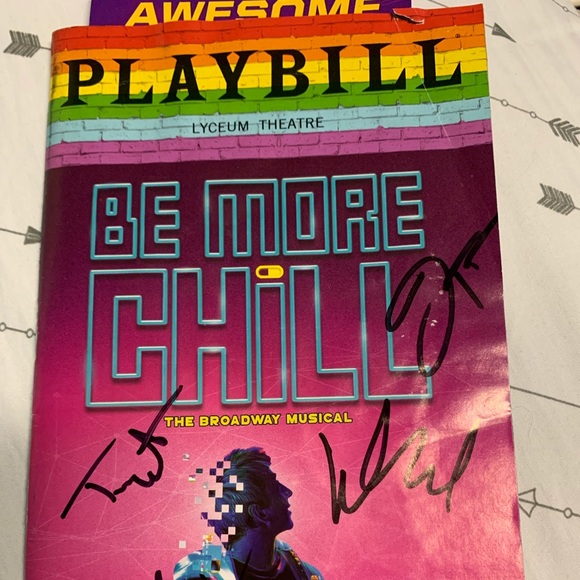 AWESOME
PLAYBILL
LYCEUM THEATRE
BE MORE
CHiLL
THE BROADWAY MUSICAL